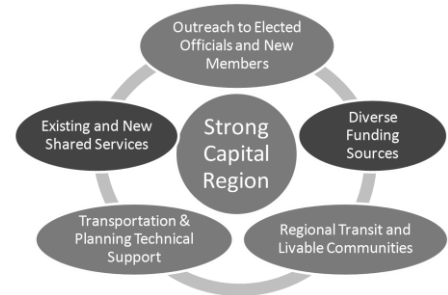 Outreach to Elected
Officials and New
Members
Existing and New
Shared Services
Strong
Capital
Region
Diverse
Funding
Sources
Transportation &
Planning Technical
Support
Regional Transit and
Livable Communities